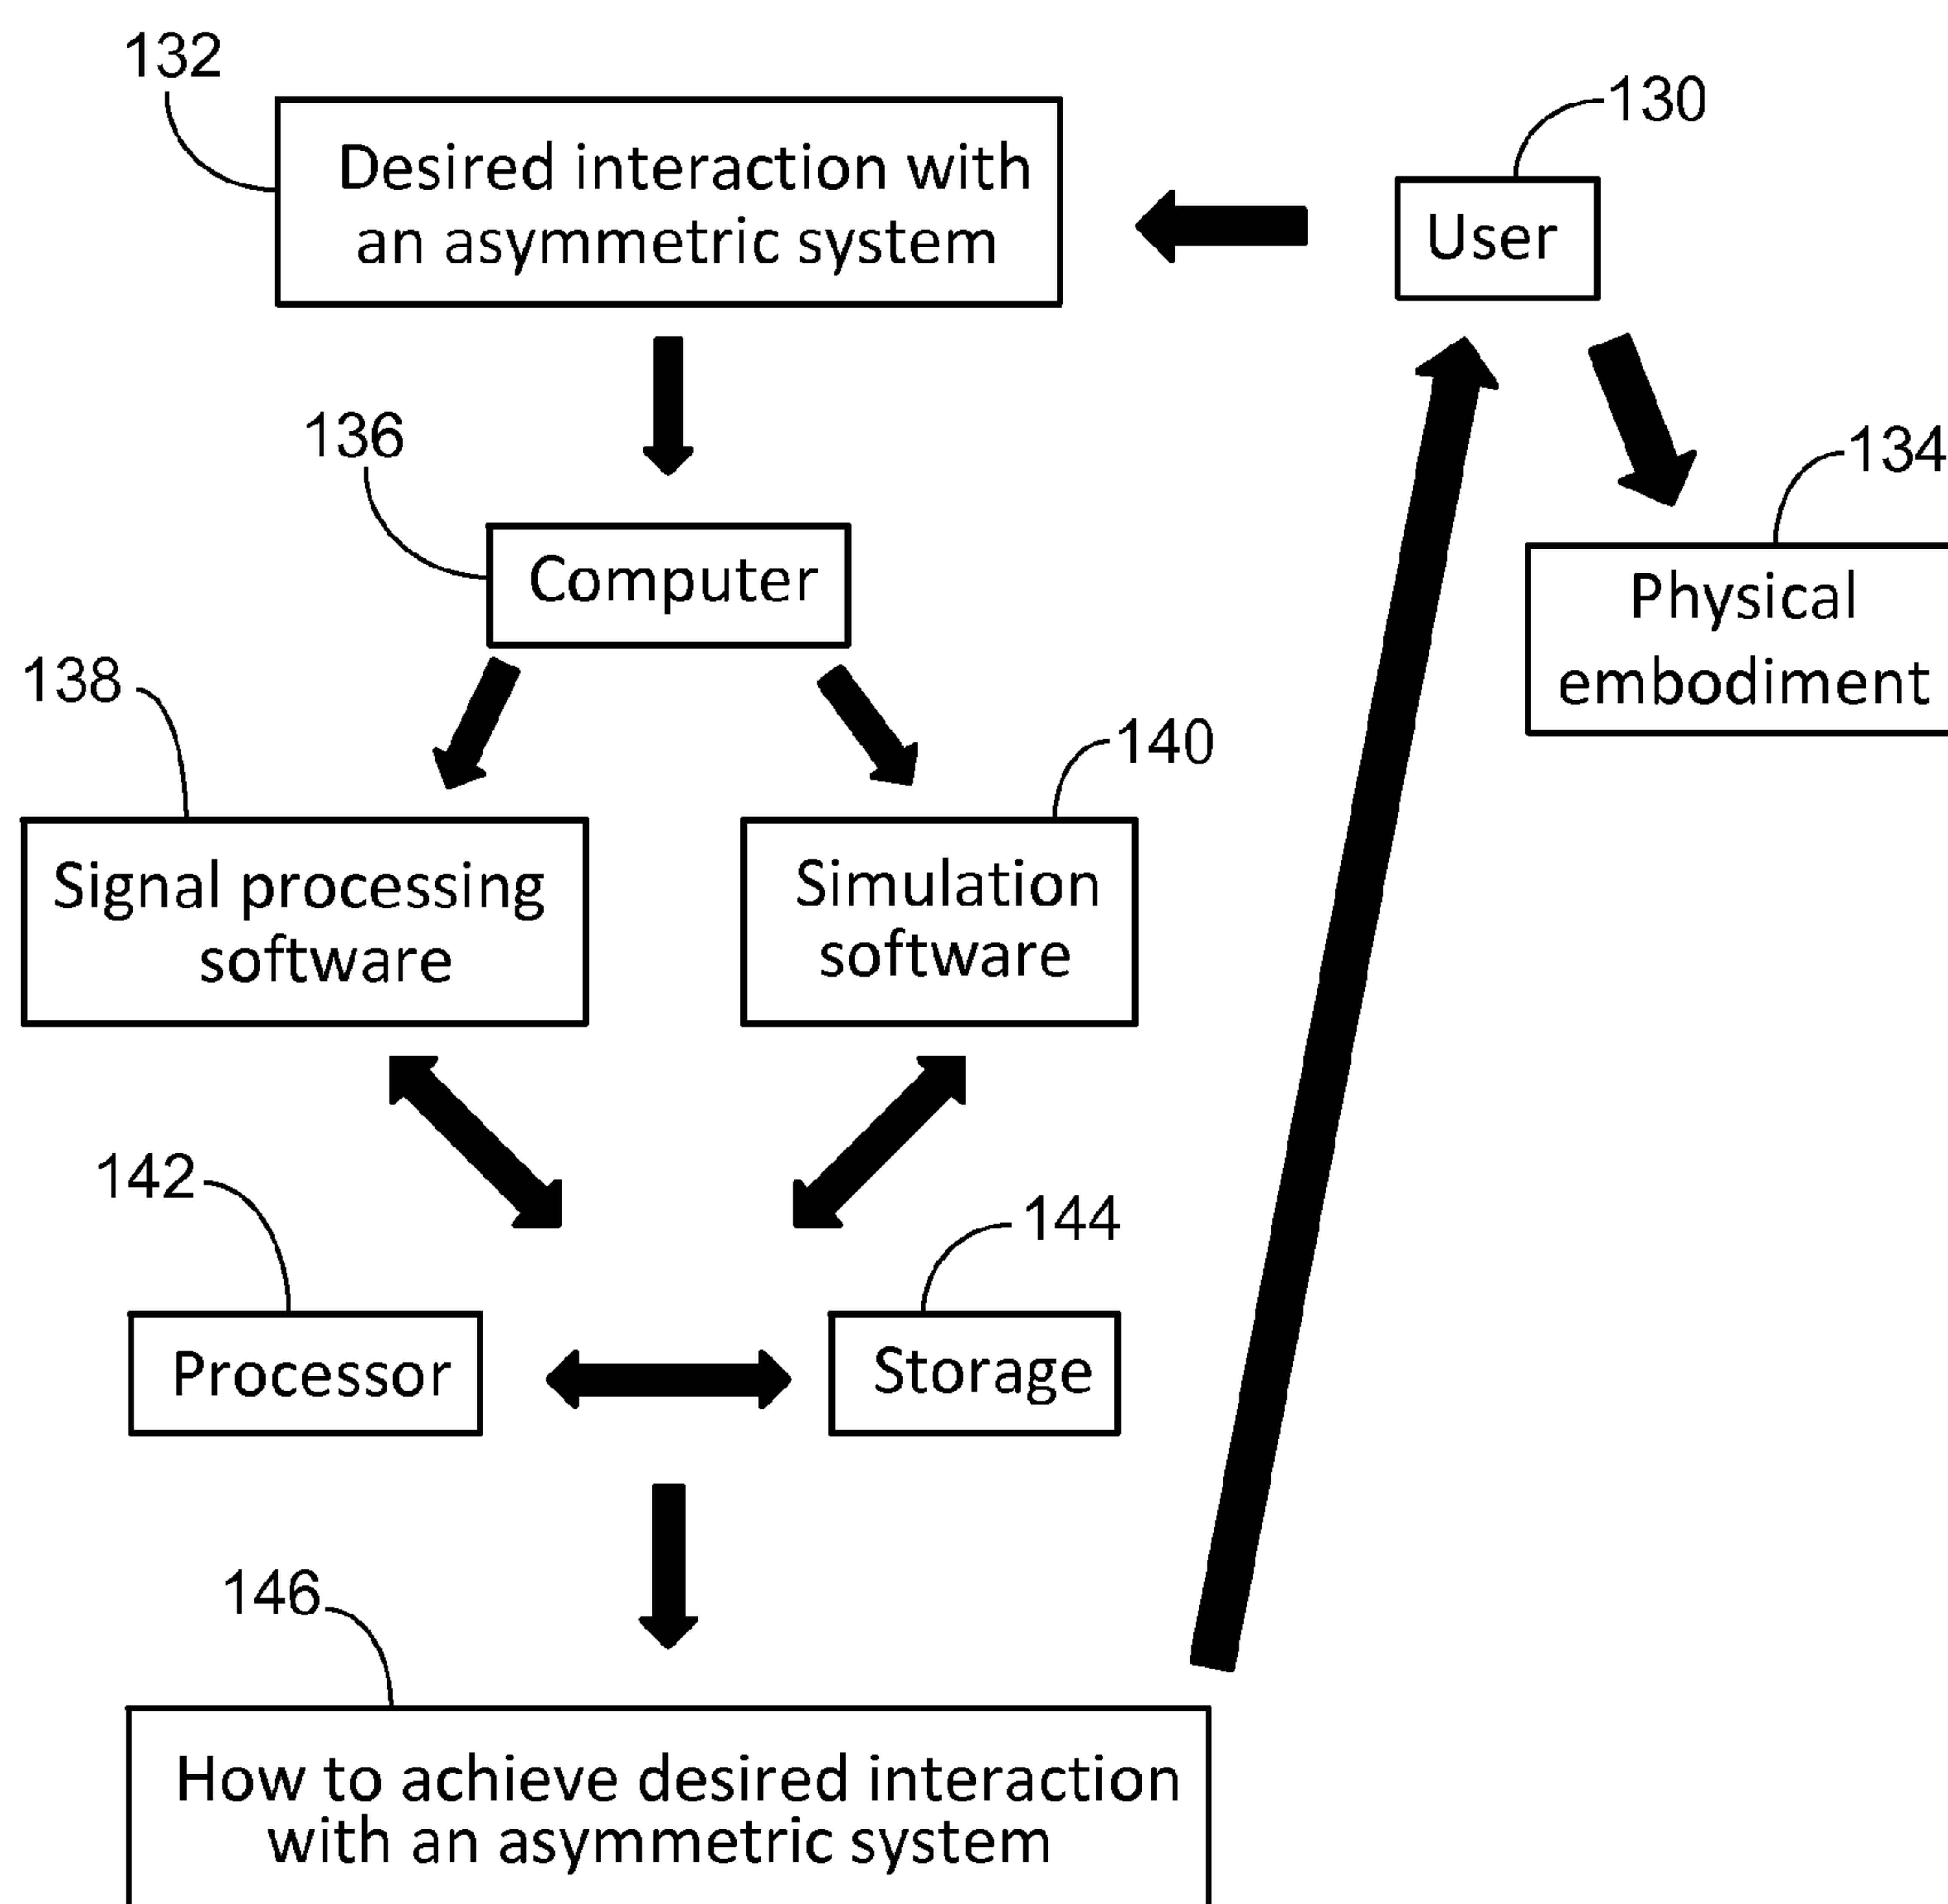 132
130
Desired interaction with
an asymmetric system
User
136
134
Computer
Physical
embodiment
138
140
Signal processing
software
Simulation
software
142
144
Processor
Storage
146
How to achieve desired interaction
with an asymmetric system